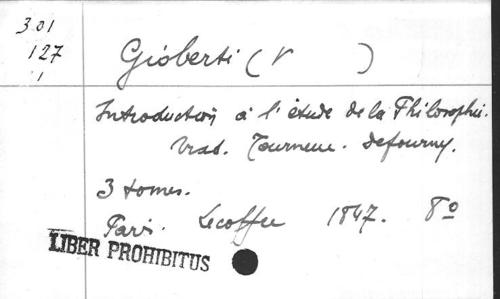 301
127
1
Gioberti (V )
Introduction à l'étude de la Philosophie.
trad. Tourneur. Defourny.
3 tomes.
Paris. Lecoffre 1847. 8º
LIBER PROHIBITUS